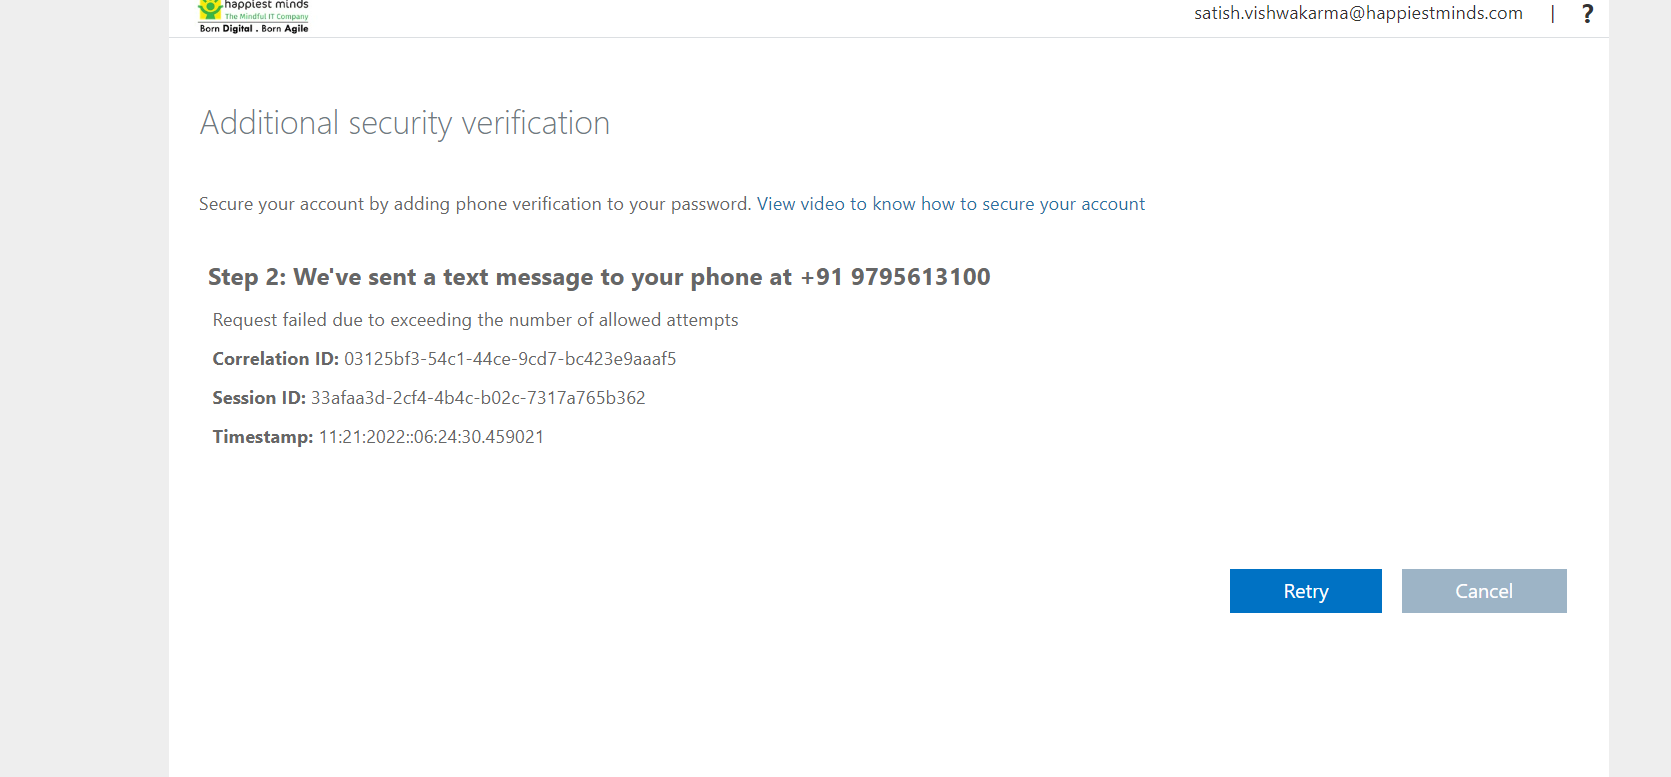 happiest minds
The Mindful IT Company
Born Digital . Born Agile
satish.vishwakarma@happiestminds.com | ?
Additional security verification
Secure your account by adding phone verification to your password. View video to know how to secure your account
Step 2: We've sent a text message to your phone at +91 9795613100
Request failed due to exceeding the number of allowed attempts
Correlation ID: 03125bf3-54c1-44ce-9cd7-bc423e9aaaf5
Session ID: 33afaa3d-2cf4-4b4c-b02c-7317a765b362
Timestamp: 11:21:2022::06:24:30.459021
Retry
Cancel